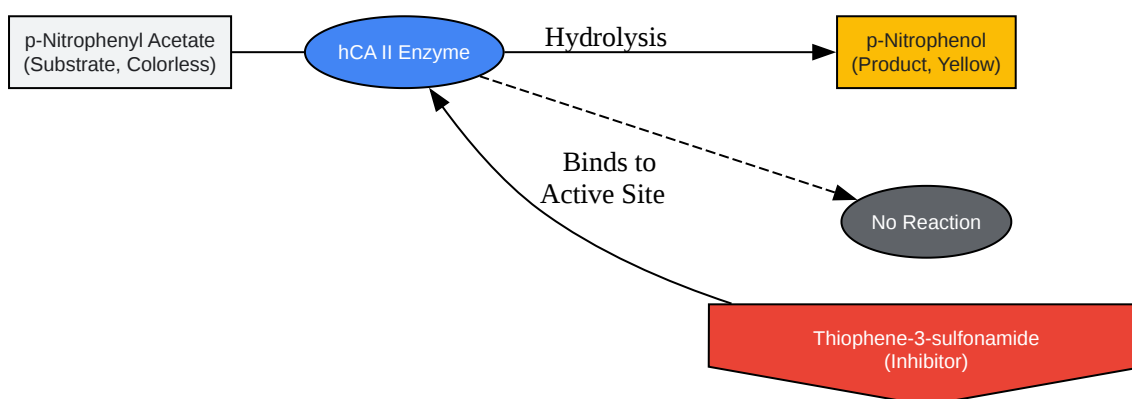 p-Nitrophenyl Acetate
(Substrate, Colorless)
hCA II Enzyme
Hydrolysis
p-Nitrophenol
(Product, Yellow)
Binds to
Active Site
No Reaction
Thiophene-3-sulfonamide
(Inhibitor)